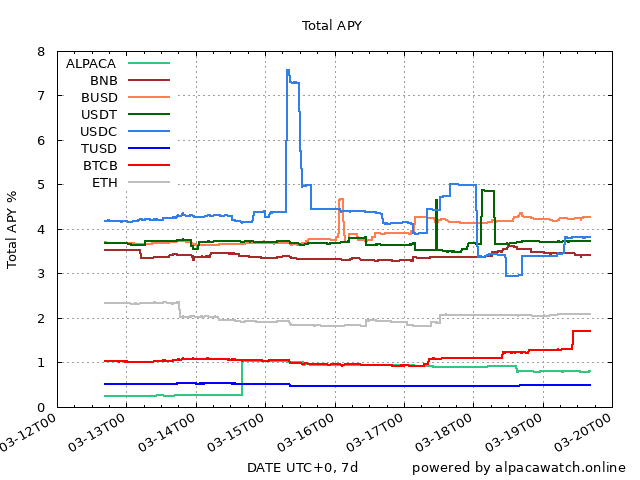 Total APY
ALPACA
BNB
BUSD
USDT
USDC
TUSD
BTCB
ETH
Total APY %
8
7
6
5
4
3
2
1
0
03-12T00
03-13T00
03-14T00
03-15T00
03-16T00
03-17T00
03-18T00
03-19T00
03-20T00
DATE UTC+0, 7d
powered by alpacawatch.online